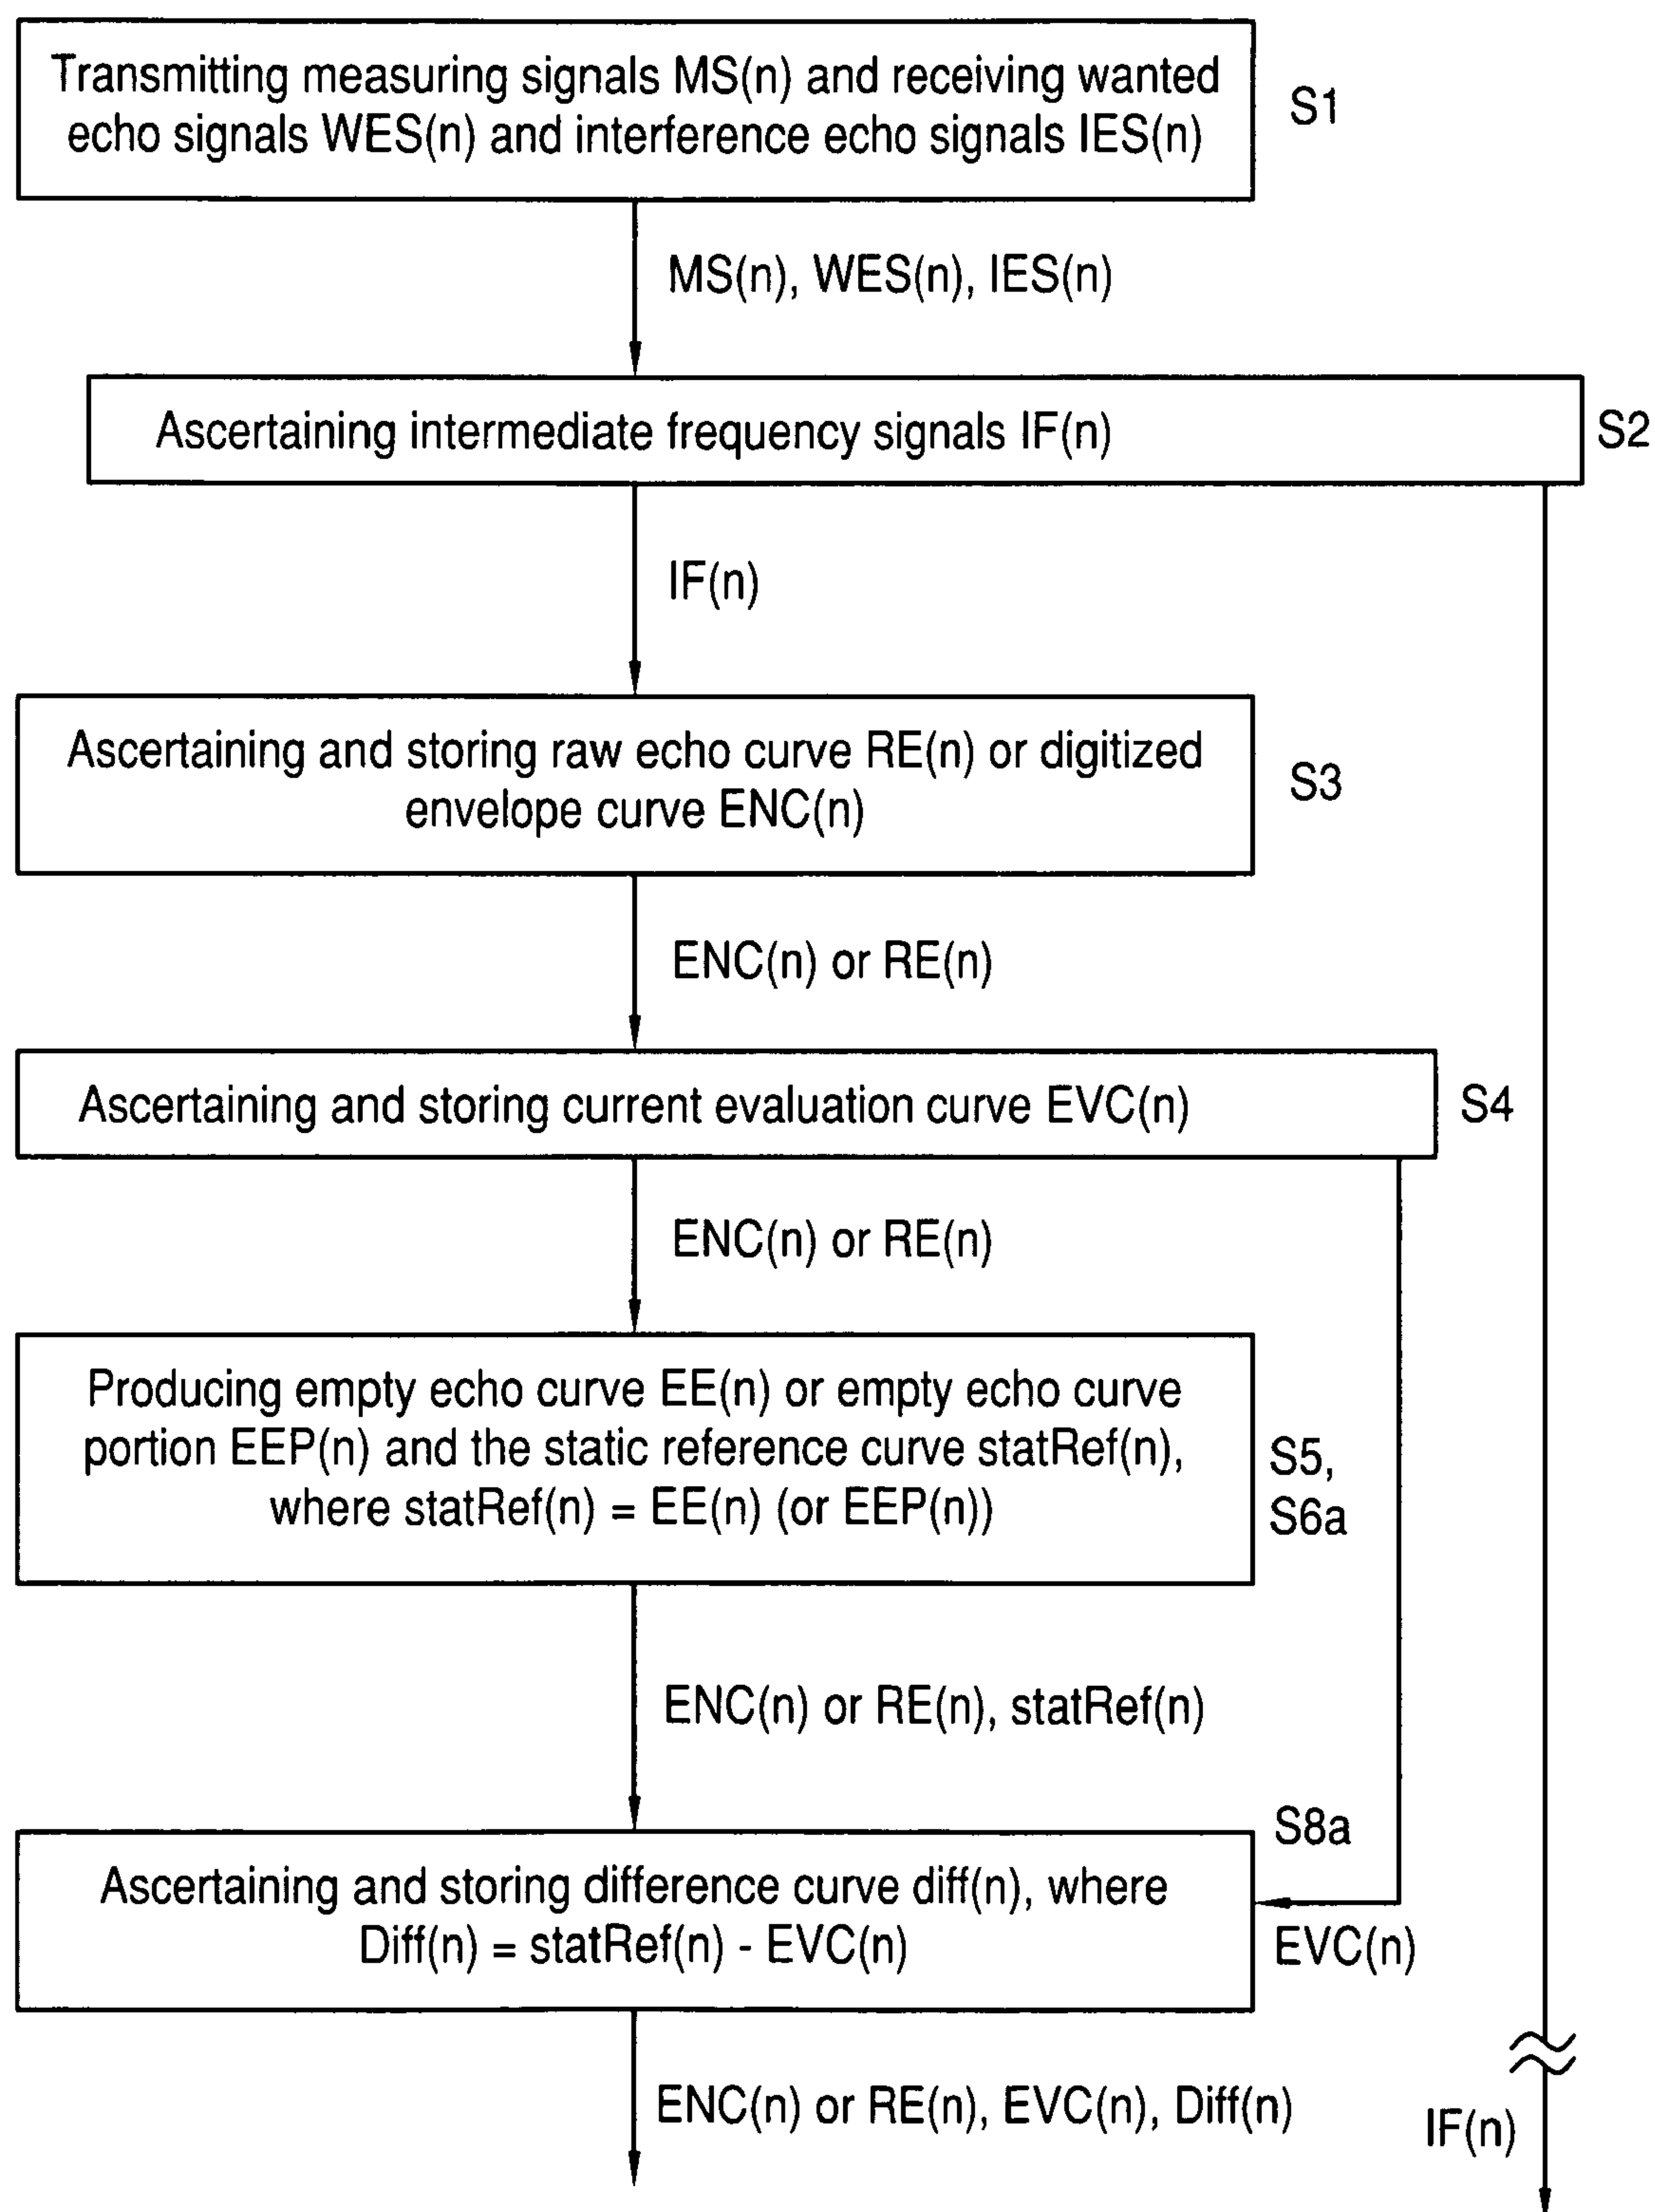 Transmitting measuring signals MS(n) and receiving wanted
echo signals WES(n) and interference echo signals IES(n)
S1
MS(n), WES(n), IES(n)
Ascertaining intermediate frequency signals IF(n)
S2
IF(n)
Ascertaining and storing raw echo curve RE(n) or digitized
envelope curve ENC(n)
S3
ENC(n) or RE(n)
Ascertaining and storing current evaluation curve EVC(n)
S4
ENC(n) or RE(n)
Producing empty echo curve EE(n) or empty echo curve
portion EEP(n) and the static reference curve statRef(n),
where statRef(n) = EE(n) (or EEP(n))
S5,
S6a
ENC(n) or RE(n), statRef(n)
S8a
Ascertaining and storing difference curve diff(n), where
Diff(n) = statRef(n) - EVC(n)
EVC(n)
ENC(n) or RE(n), EVC(n), Diff(n)
IF(n)